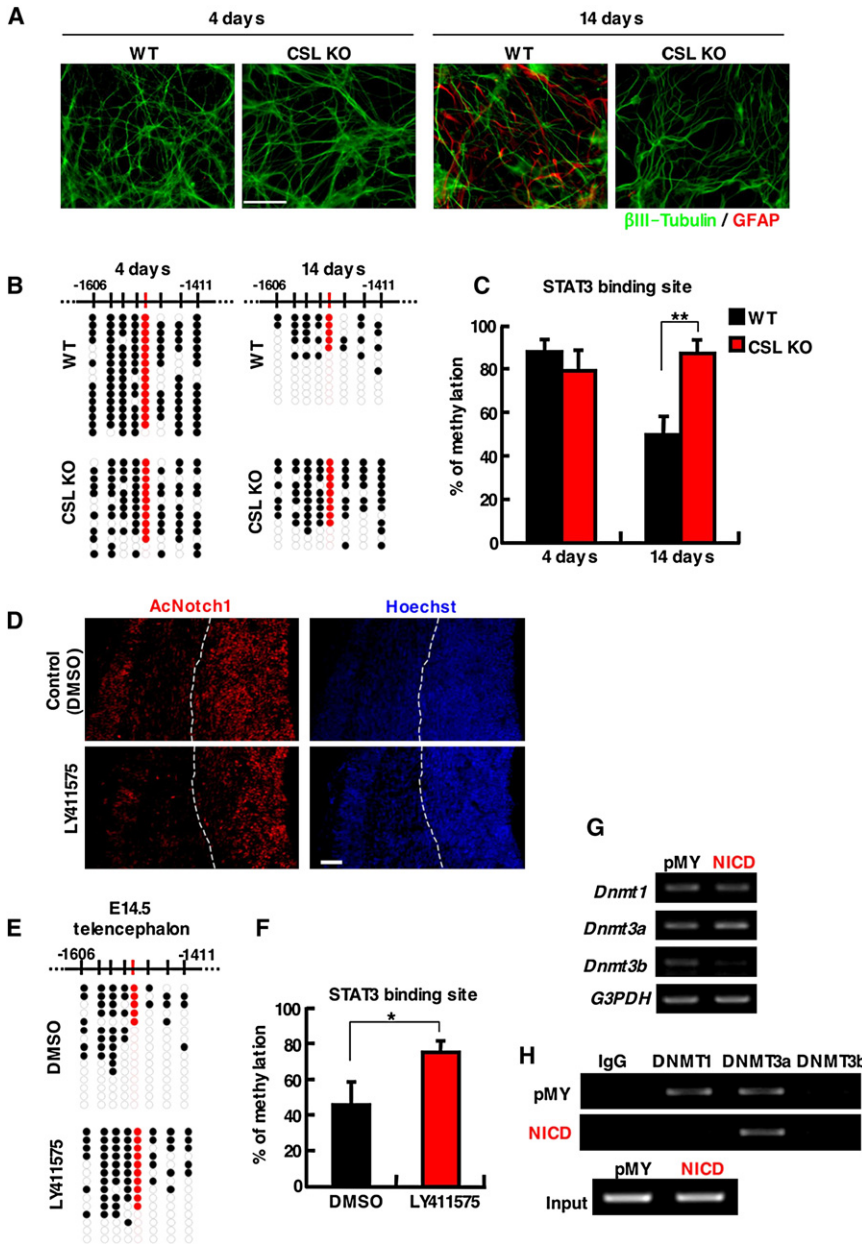 A
4 days
14 days
WT
CSL KO
WT
CSL KO
βIII-Tubulin / GFAP
B
4 days
14 days
-1606
-1411
-1606
-1411
WT
WT
CSL KO
CSL KO
C
STAT3 binding site
WT
CSL KO
**
100
80
60
40
20
0
% of methylation
4 days
14 days
D
AcNotch1
Hoechst
Control
(DMSO)
LY411575
E
E14.5
telencephalon
-1606
-1411
DMSO
LY411575
F
STAT3 binding site
*
100
80
60
40
20
0
% of methylation
DMSO
LY411575
G
pMY
NICD
Dnmt1
Dnmt3a
Dnmt3b
G3PDH
H
IgG
DNMT1
DNMT3a
DNMT3b
pMY
NICD
pMY
NICD
Input